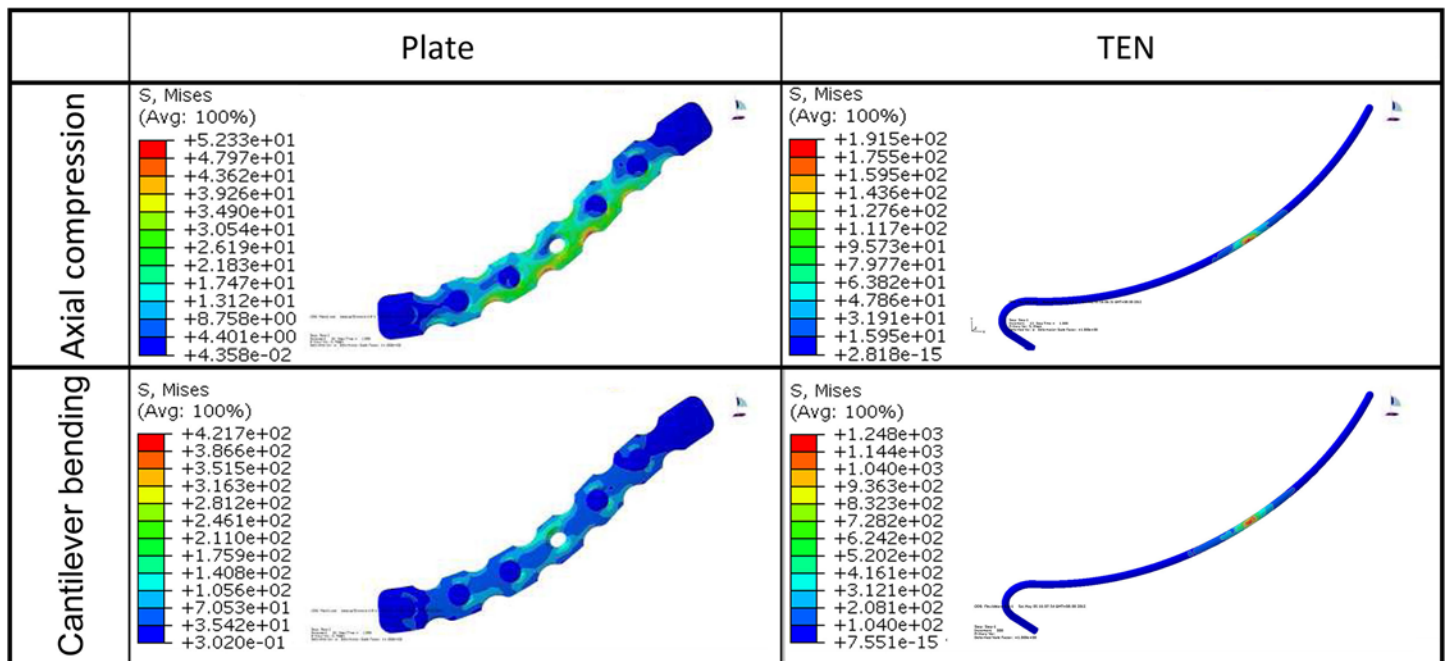 Plate
TEN
Axial compression
S, Mises
(Avg: 100%)
+5.233e+01
+4.797e+01
+4.362e+01
+3.926e+01
+3.490e+01
+3.054e+01
+2.619e+01
+2.183e+01
+1.747e+01
+1.312e+01
+8.758e+00
+4.401e+00
+4.358e-02
S, Mises
(Avg: 100%)
+1.915e+02
+1.755e+02
+1.595e+02
+1.436e+02
+1.276e+02
+1.117e+02
+9.573e+01
+7.977e+01
+6.382e+01
+4.786e+01
+3.191e+01
+1.595e+01
+2.818e-15
Cantilever bending
S, Mises
(Avg: 100%)
+4.217e+02
+3.866e+02
+3.515e+02
+3.163e+02
+2.812e+02
+2.461e+02
+2.110e+02
+1.759e+02
+1.408e+02
+1.056e+02
+7.053e+01
+3.542e+01
+3.020e-01
S, Mises
(Avg: 100%)
+1.248e+03
+1.144e+03
+1.040e+03
+9.363e+02
+8.323e+02
+7.282e+02
+6.242e+02
+5.202e+02
+4.161e+02
+3.121e+02
+2.081e+02
+1.040e+02
+7.551e-15